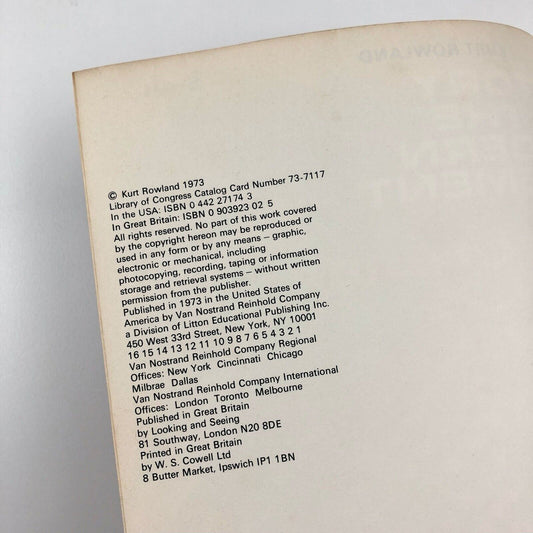 © Kurt Rowland 1973
Library of Congress Catalog Card Number 73-7117
In the USA: ISBN 0 442 27174 3
In Great Britain: ISBN 0 903923 02 5
All rights reserved. No part of this work covered
by the copyright hereon may be reproduced or
used in any form or by any means – graphic,
electronic or mechanical, including
photocopying, recording, taping or information
storage and retrieval systems – without written
permission from the publisher.
Published in 1973 in the United States of
America by Van Nostrand Reinhold Company
a Division of Litton Educational Publishing Inc.
450 West 33rd Street, New York, NY 10001
16 15 14 13 12 11 10 9 8 7 6 5 4 3 2 1
Van Nostrand Reinhold Company Regional
Offices: New York Cincinnati Chicago
Milbrae Dallas
Van Nostrand Reinhold Company International
Offices: London Toronto Melbourne
Published in Great Britain
by Looking and Seeing
81 Southway, London N20 8DE
Printed in Great Britain
by W. S. Cowell Ltd
8 Butter Market, Ipswich IP1 1BN